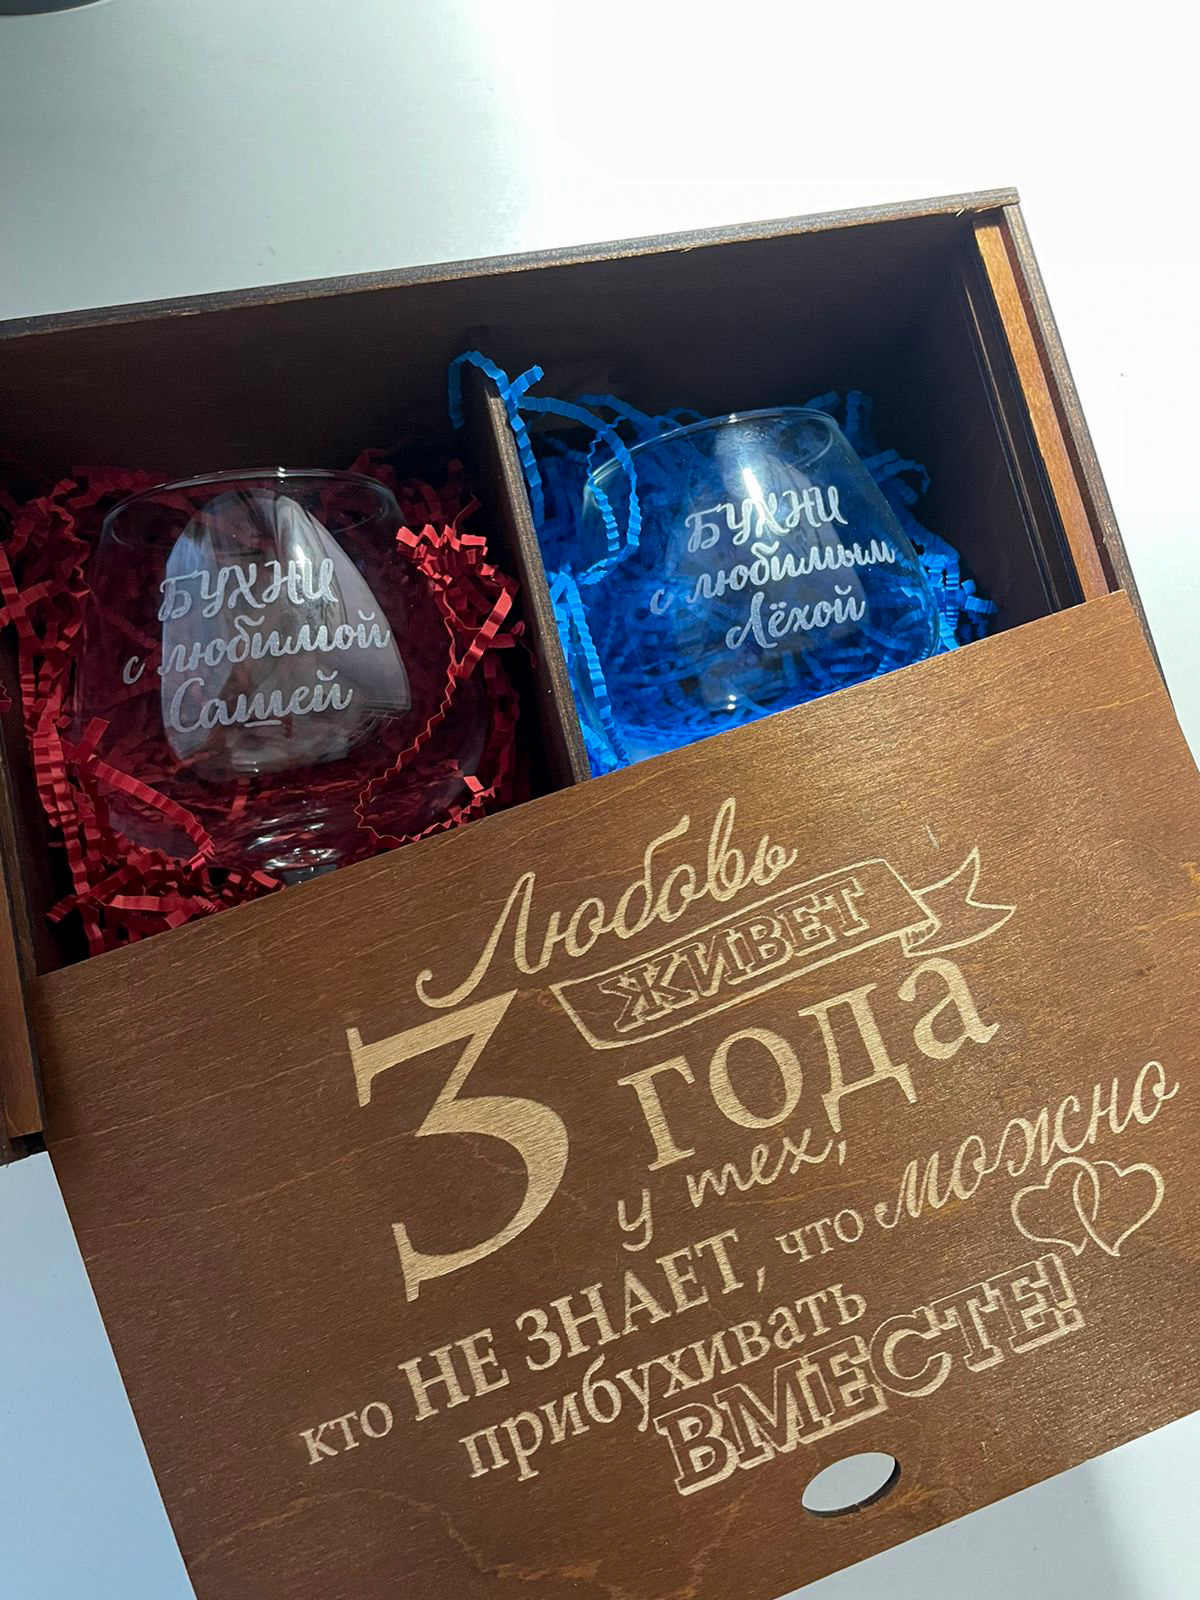 БУХНИ
с любимой
Сашей
БУХНИ
с любимым
Лёхой
Любовь
ЖИВЕТ
3 года
у тех,
кто НЕ ЗНАЕТ, что можно
прибухивать
ВМЕСТЕ!